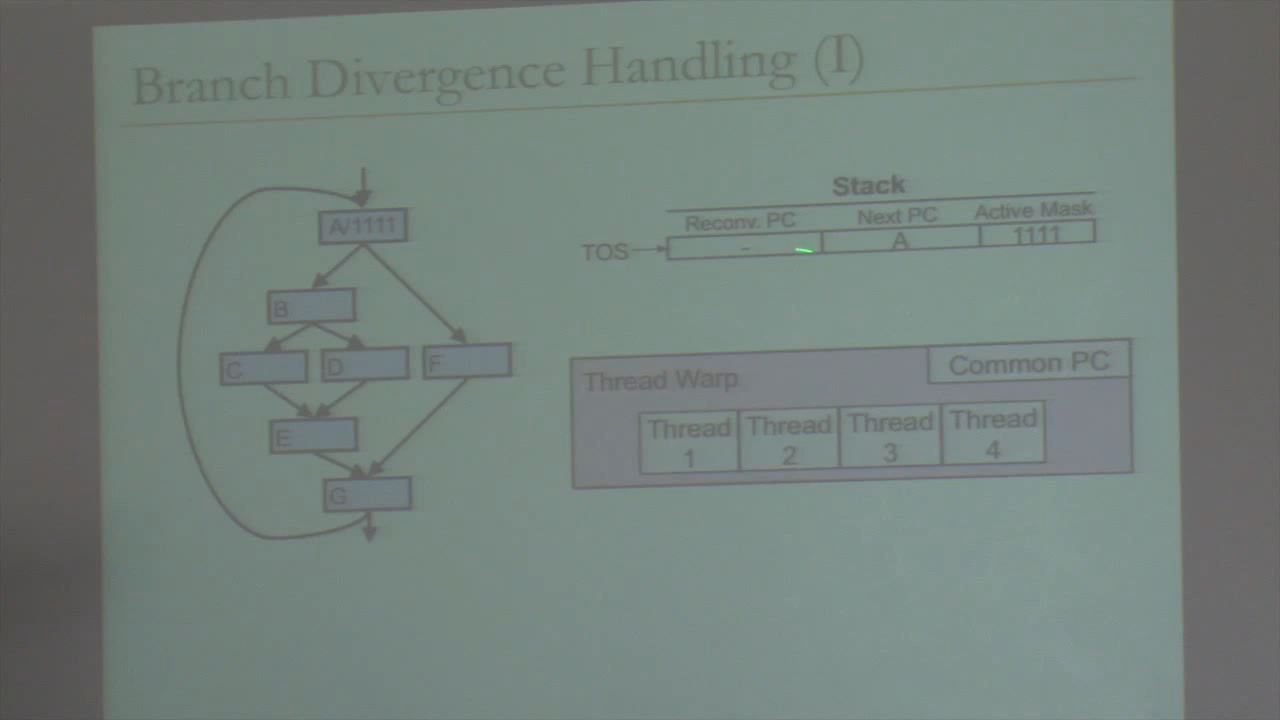 Branch Divergence Handling (I)
A/1111
B
C D F
E
G
Stack
Reconv. PC Next PC Active Mask
TOS - A 1111
Thread Warp Common PC
Thread Thread Thread Thread
1 2 3 4